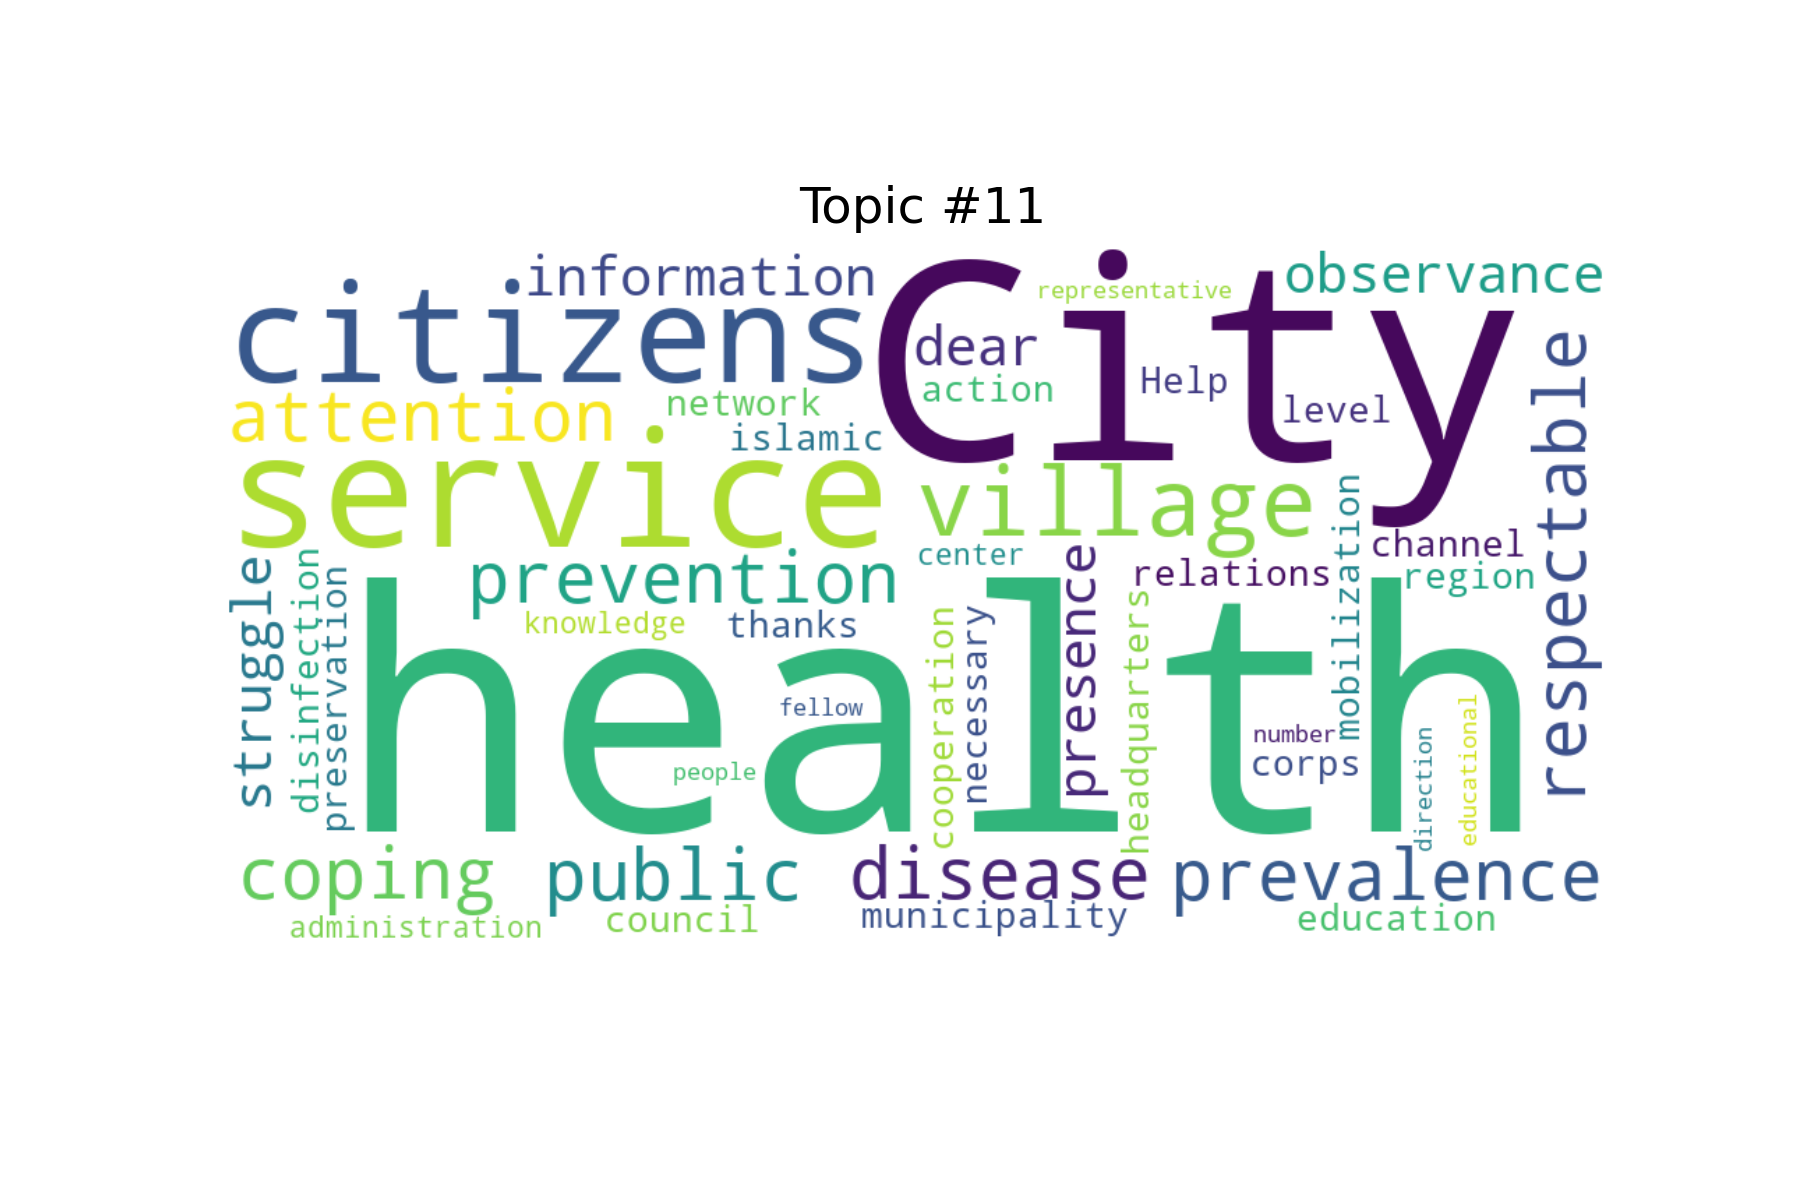 Topic #11
information
citizens
City
representative
observance
dear
action
Help
level
attention
network
islamic
service
village
respectable
center
channel
relations
region
mobilization
prevention
knowledge
thanks
struggle
disinfection
preservation
health
fellow
people
cooperation
necessary
presence
headquarters
number
corps
direction
educational
coping
public
disease
prevalence
administration
council
municipality
education